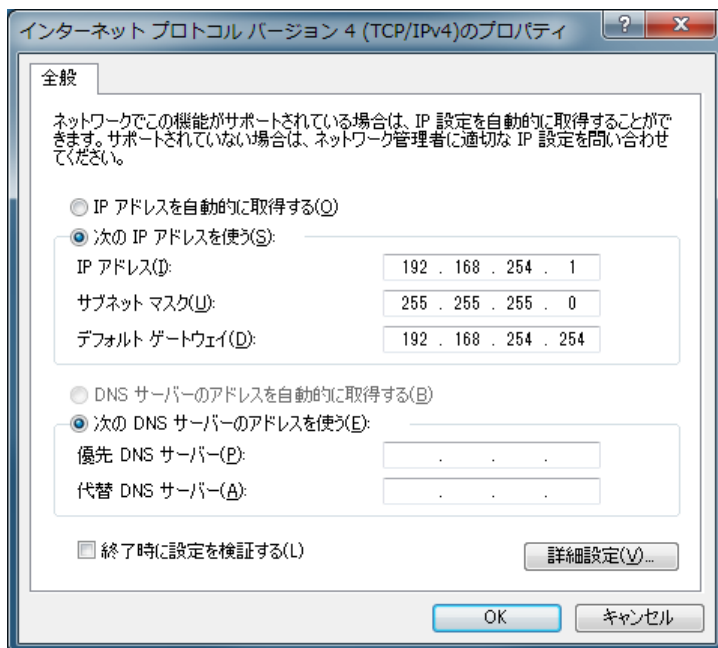 インターネット プロトコル バージョン 4 (TCP/IPv4)のプロパティ
?
X
全般
ネットワークでこの機能がサポートされている場合は、IP 設定を自動的に取得することがで
きます。サポートされていない場合は、ネットワーク管理者に適切な IP 設定を問い合わせ
てください。
IP アドレスを自動的に取得する(O)
次の IP アドレスを使う(S):
IP アドレス(I): 192 . 168 . 254 . 1
サブネット マスク(U): 255 . 255 . 255 . 0
デフォルト ゲートウェイ(D): 192 . 168 . 254 . 254
DNS サーバーのアドレスを自動的に取得する(B)
次の DNS サーバーのアドレスを使う(E):
優先 DNS サーバー(P): . . .
代替 DNS サーバー(A): . . .
終了時に設定を検証する(L)
詳細設定(V)...
OK キャンセル